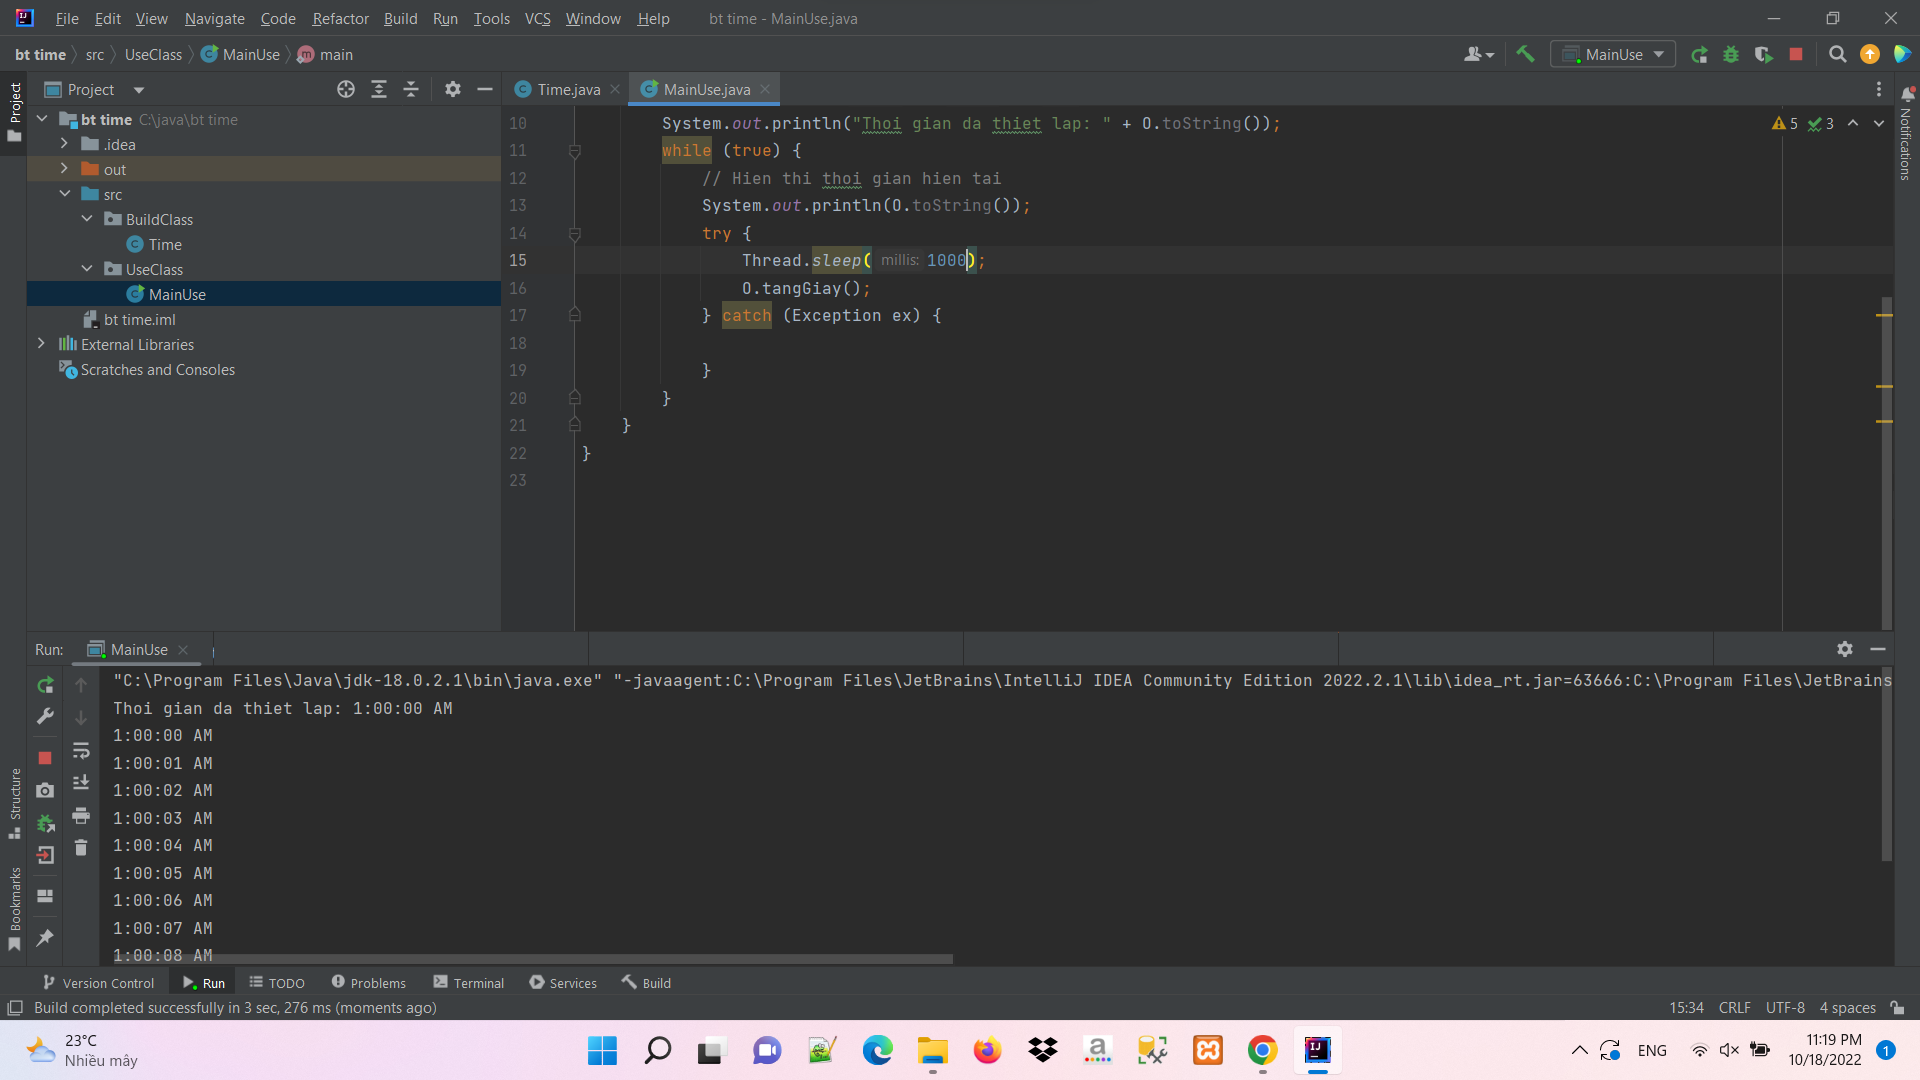 File Edit View Navigate Code Refactor Build Run Tools VCS Window Help bt time - MainUse.java
bt time src UseClass MainUse main MainUse
Project
Project
Time.java MainUse.java
bt time C:\java\bt time
.idea
out
src
BuildClass
Time
UseClass
MainUse
bt time.iml
External Libraries
Scratches and Consoles
10 System.out.println("Thoi gian da thiet lap: " + O.toString());
5 3
11 while (true) {
12 // Hien thi thoi gian hien tai
13 System.out.println(O.toString());
14 try {
15 Thread.sleep( millis: 1000);
16 O.tangGiay();
17 } catch (Exception ex) {
18
19 }
20 }
21 }
22 }
23
Notifications
Run: MainUse
"C:\Program Files\Java\jdk-18.0.2.1\bin\java.exe" "-javaagent:C:\Program Files\JetBrains\IntelliJ IDEA Community Edition 2022.2.1\lib\idea_rt.jar=63666:C:\Program Files\JetBrains
Thoi gian da thiet lap: 1:00:00 AM
1:00:00 AM
1:00:01 AM
1:00:02 AM
1:00:03 AM
1:00:04 AM
1:00:05 AM
1:00:06 AM
1:00:07 AM
1:00:08 AM
Structure
Bookmarks
Version Control Run TODO Problems Terminal Services Build
Build completed successfully in 3 sec, 276 ms (moments ago) 15:34 CRLF UTF-8 4 spaces
23°C
Nhiều mây
ENG
11:19 PM
10/18/2022
1